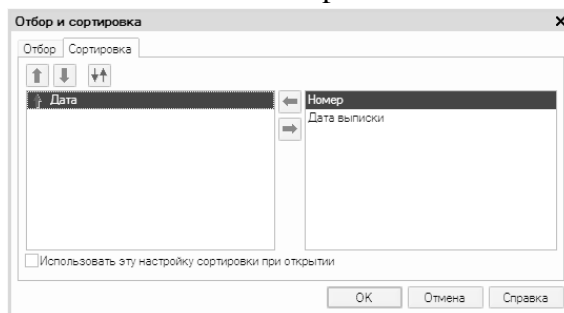 Отбор и сортировка
Отбор Сортировка
Дата
Номер
Дата выписки
Использовать эту настройку сортировки при открытии
OK Отмена Справка